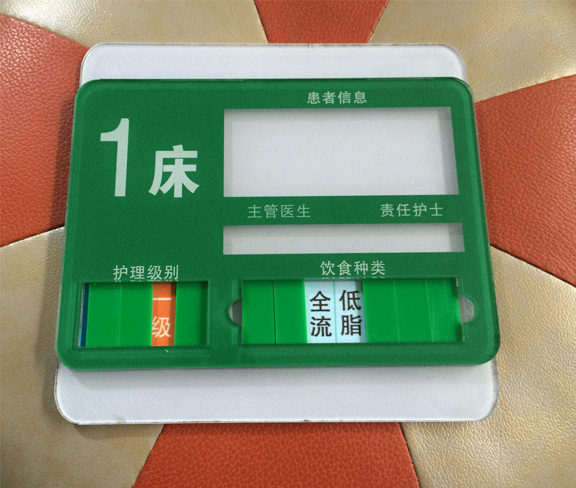 患者信息
1床
主管医生
责任护士
护理级别
饮食种类
一级
全流
低脂